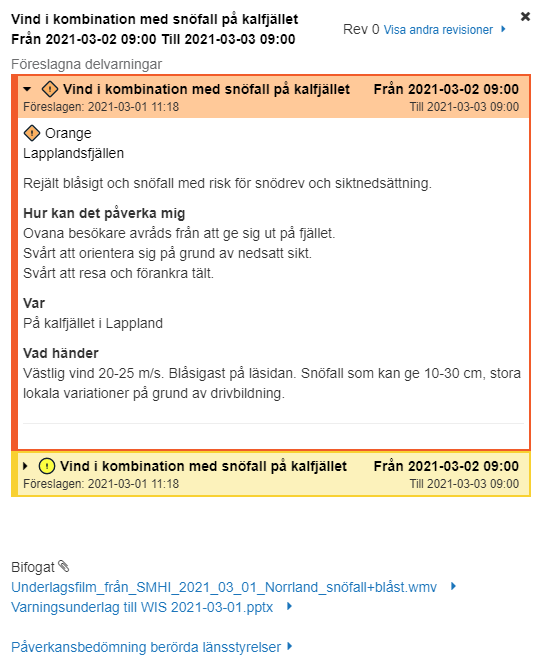 Vind i kombination med snöfall på kalfjället
Från 2021-03-02 09:00 Till 2021-03-03 09:00
Rev 0 Visa andra revisioner
Föreslagna delvarningar
Vind i kombination med snöfall på kalfjället Från 2021-03-02 09:00
Föreslagen: 2021-03-01 11:18 Till 2021-03-03 09:00
Orange
Lapplandsfjällen
Rejält blåsigt och snöfall med risk för snödrev och siktnedsättning.
Hur kan det påverka mig
Ovana besökare avråds från att ge sig ut på fjället.
Svårt att orientera sig på grund av nedsatt sikt.
Svårt att resa och förankra tält.
Var
På kalfjället i Lappland
Vad händer
Västlig vind 20-25 m/s. Blåsigast på läsidan. Snöfall som kan ge 10-30 cm, stora
lokala variationer på grund av drivbildning.
Vind i kombination med snöfall på kalfjället Från 2021-03-02 09:00
Föreslagen: 2021-03-01 11:18 Till 2021-03-03 09:00
Bifogat
Underlagsfilm_från_SMHI_2021_03_01_Norrland_snöfall+blåst.wmv
Varningsunderlag till WIS 2021-03-01.pptx
Påverkansbedömning berörda länsstyrelser